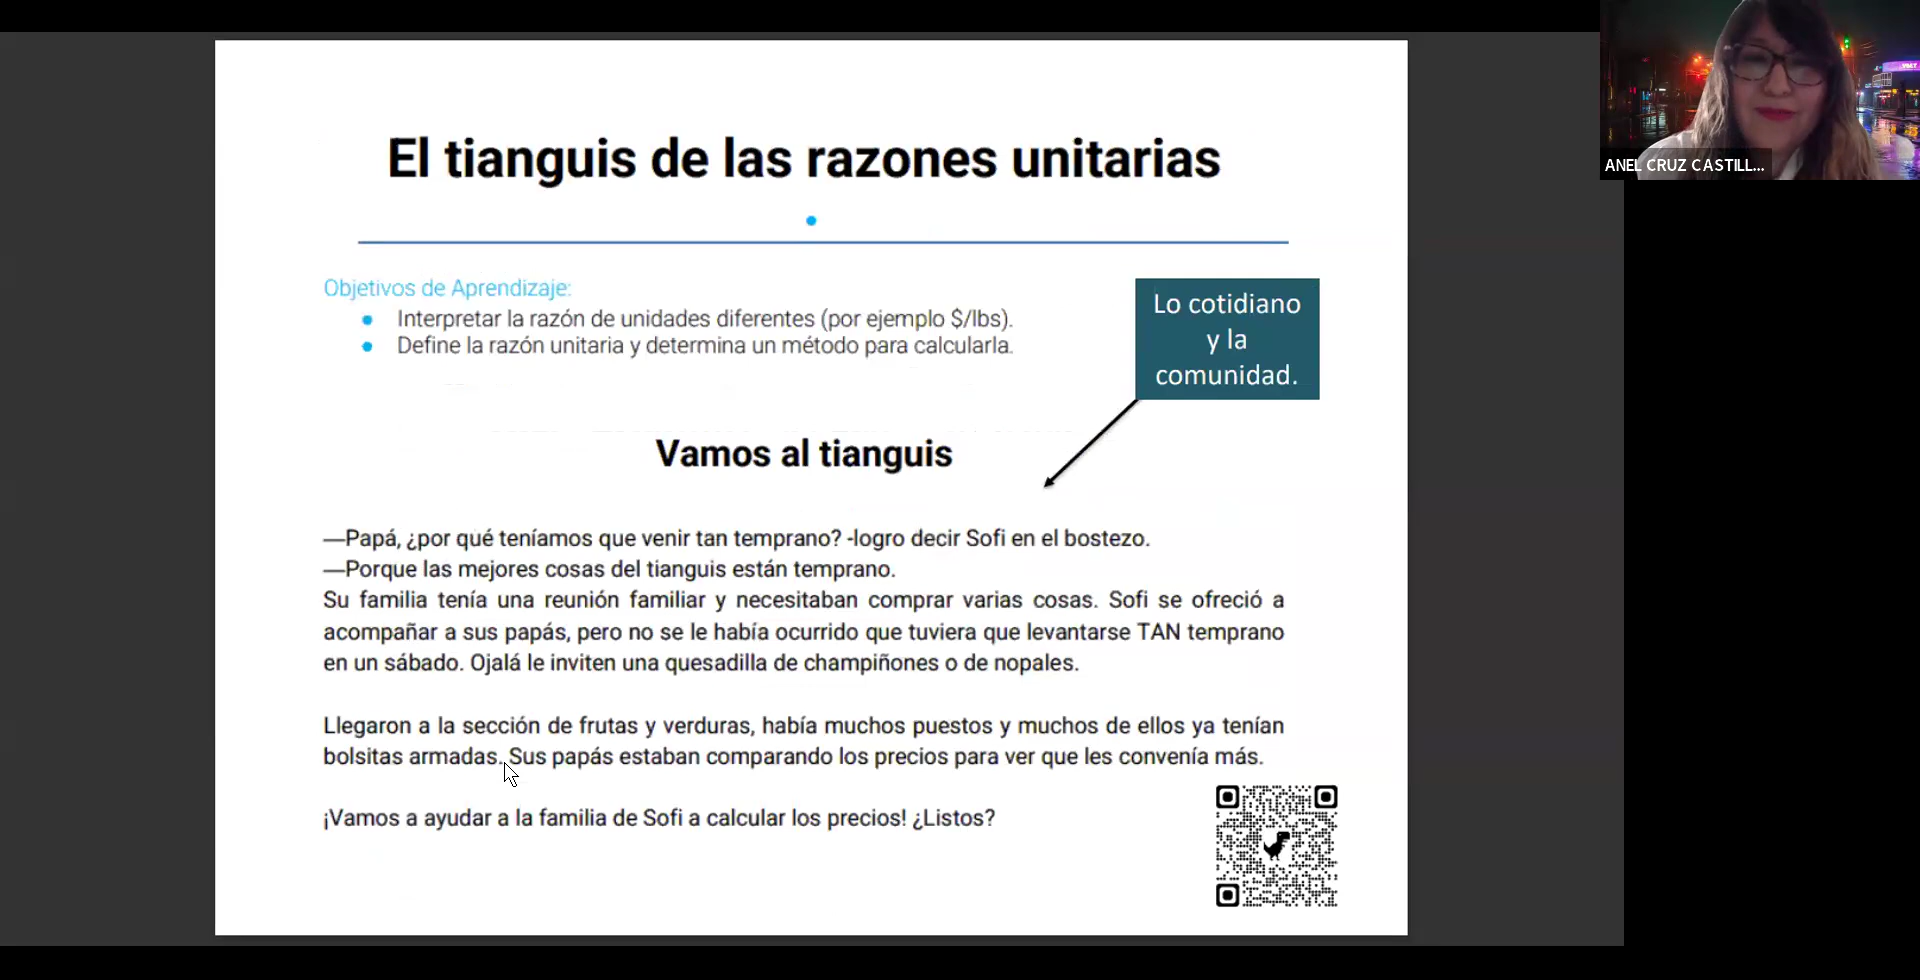 El tianguis de las razones unitarias
Objetivos de Aprendizaje:
Interpretar la razón de unidades diferentes (por ejemplo $/lbs).
Define la razón unitaria y determina un método para calcularla.
Lo cotidiano
y la
comunidad.
Vamos al tianguis
—Papá, ¿por qué teníamos que venir tan temprano? -logro decir Sofi en el bostezo.
—Porque las mejores cosas del tianguis están temprano.
Su familia tenía una reunión familiar y necesitaban comprar varias cosas. Sofi se ofreció a
acompañar a sus papás, pero no se le había ocurrido que tuviera que levantarse TAN temprano
en un sábado. Ojalá le inviten una quesadilla de champiñones o de nopales.
Llegaron a la sección de frutas y verduras, había muchos puestos y muchos de ellos ya tenían
bolsitas armadas. Sus papás estaban comparando los precios para ver que les convenía más.
¡Vamos a ayudar a la familia de Sofi a calcular los precios! ¿Listos?
ANEL CRUZ CASTILL...